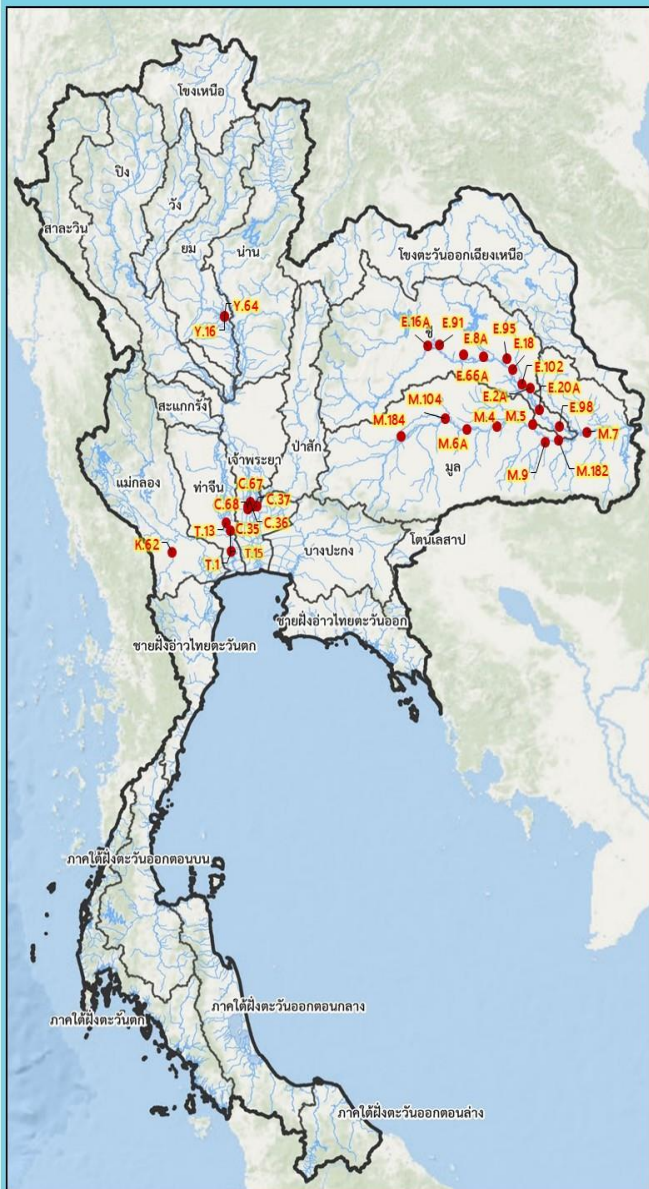 โขงเหนือ
ปิง
วัง
สาละวิน
ยม
น่าน
โขงตะวันออกเฉียงเหนือ
Y.64
Y.16
E.16A
ชี
E.91
E.8A
E.95
E.18
E.66A
E.102
E.2A
E.20A
สะแกกรัง
M.104
M.184
M.4
M.5
E.98
M.7
M.6A
ป่าสัก
เจ้าพระยา
มูล
M.9
M.182
แม่กลอง
ท่าจีน
C.67
C.68
C.37
C.36
T.13
C.35
K.62
T.1
T.15
บางปะกง
โตนเลสาป
ชายฝั่งอ่าวไทยตะวันออก
ชายฝั่งอ่าวไทยตะวันตก
ภาคใต้ฝั่งตะวันออกตอนบน
ภาคใต้ฝั่งตะวันออกตอนกลาง
ภาคใต้ฝั่งตะวันตก
ภาคใต้ฝั่งตะวันออกตอนล่าง